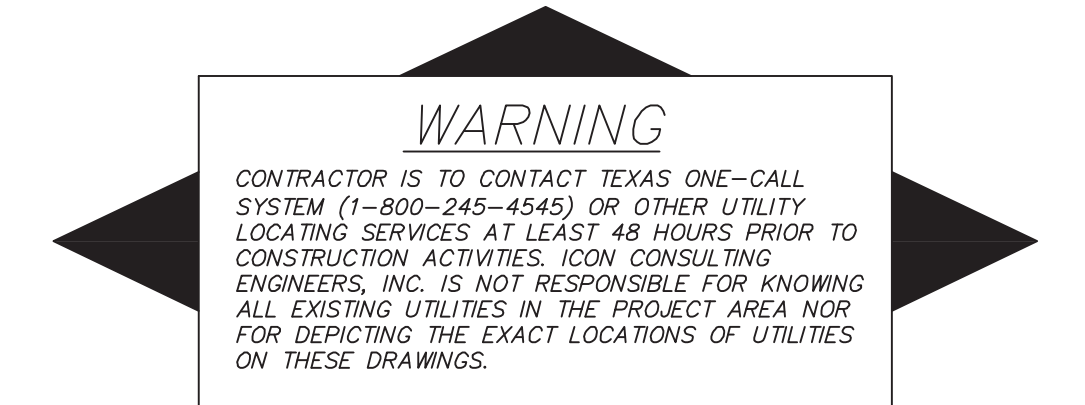 WARNING
CONTRACTOR IS TO CONTACT TEXAS ONE-CALL
SYSTEM (1-800-245-4545) OR OTHER UTILITY
LOCATING SERVICES AT LEAST 48 HOURS PRIOR TO
CONSTRUCTION ACTIVITIES. ICON CONSULTING
ENGINEERS, INC. IS NOT RESPONSIBLE FOR KNOWING
ALL EXISTING UTILITIES IN THE PROJECT AREA NOR
FOR DEPICTING THE EXACT LOCATIONS OF UTILITIES
ON THESE DRAWINGS.